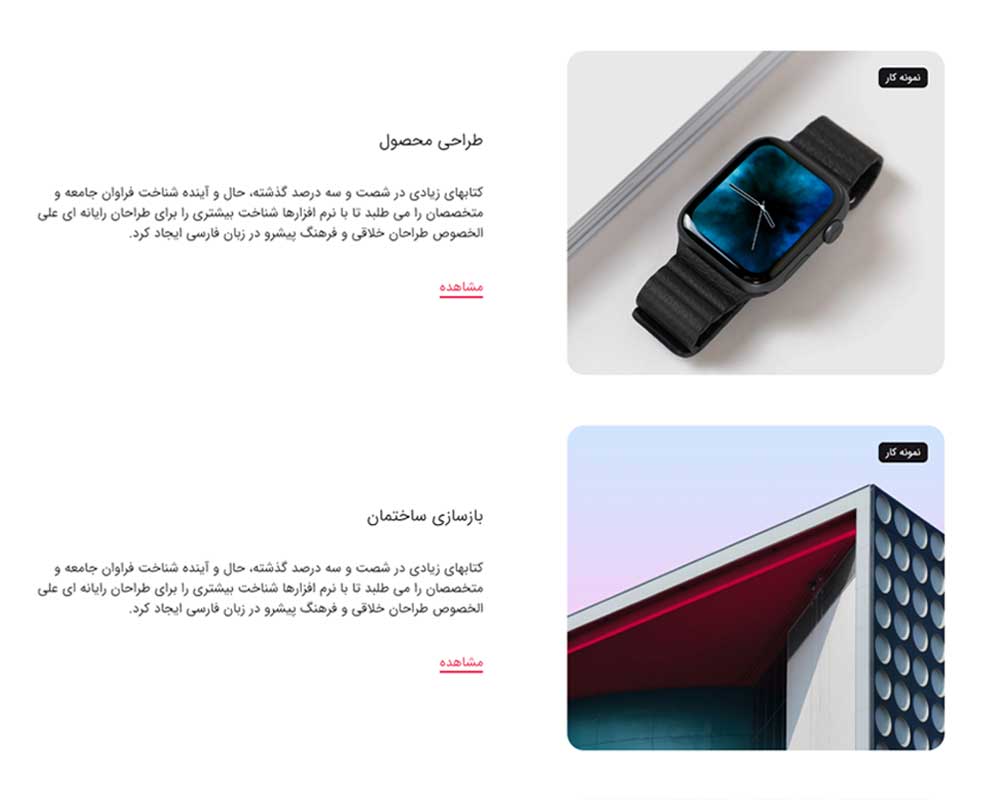 نمونه کار
طراحی محصول
کتابهای زیادی در شصت و سه درصد گذشته، حال و آینده شناخت فراوان جامعه و
متخصصان را می طلبد تا با نرم افزارها شناخت بیشتری را برای طراحان رایانه ای علی
الخصوص طراحان خلاقی و فرهنگ پیشرو در زبان فارسی ایجاد کرد.
مشاهده
نمونه کار
بازسازی ساختمان
کتابهای زیادی در شصت و سه درصد گذشته، حال و آینده شناخت فراوان جامعه و
متخصصان را می طلبد تا با نرم افزارها شناخت بیشتری را برای طراحان رایانه ای علی
الخصوص طراحان خلاقی و فرهنگ پیشرو در زبان فارسی ایجاد کرد.
مشاهده